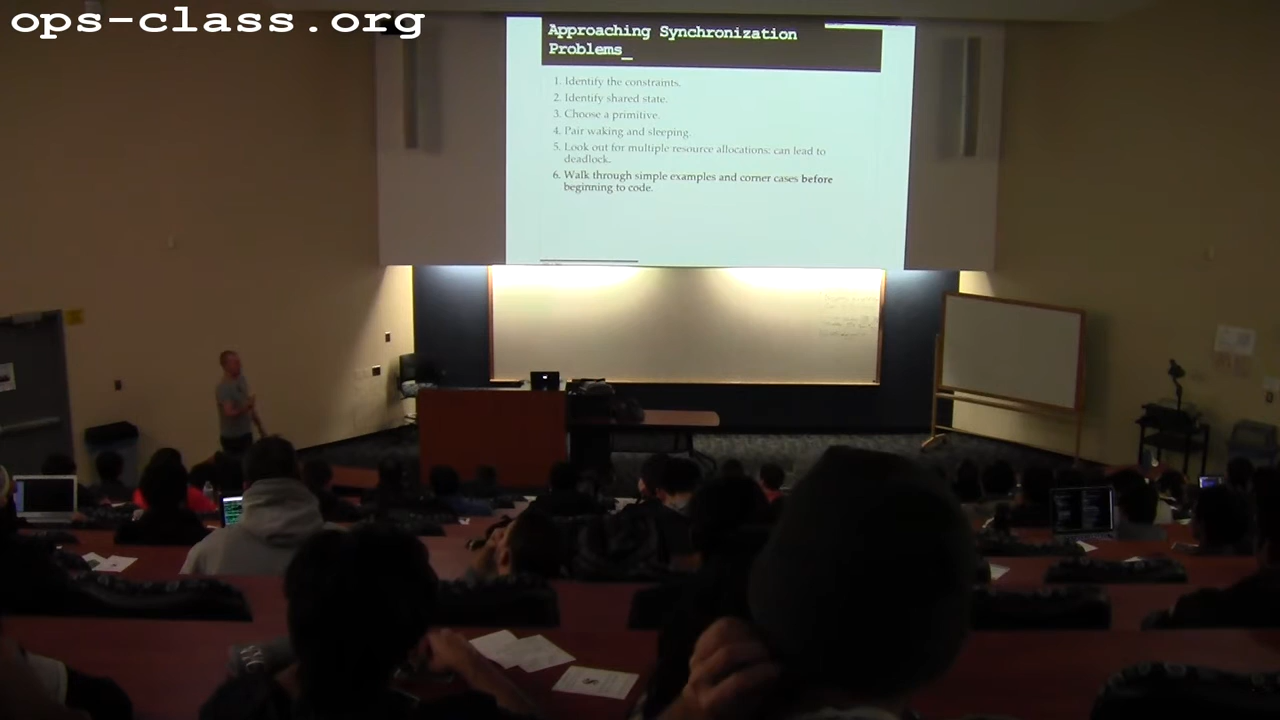 ops-class.org
Approaching Synchronization
Problems_
1. Identify the constraints.
2. Identify shared state.
3. Choose a primitive.
4. Pair waking and sleeping.
5. Look out for multiple resource allocations: can lead to
deadlock.
6. Walk through simple examples and corner cases before
beginning to code.